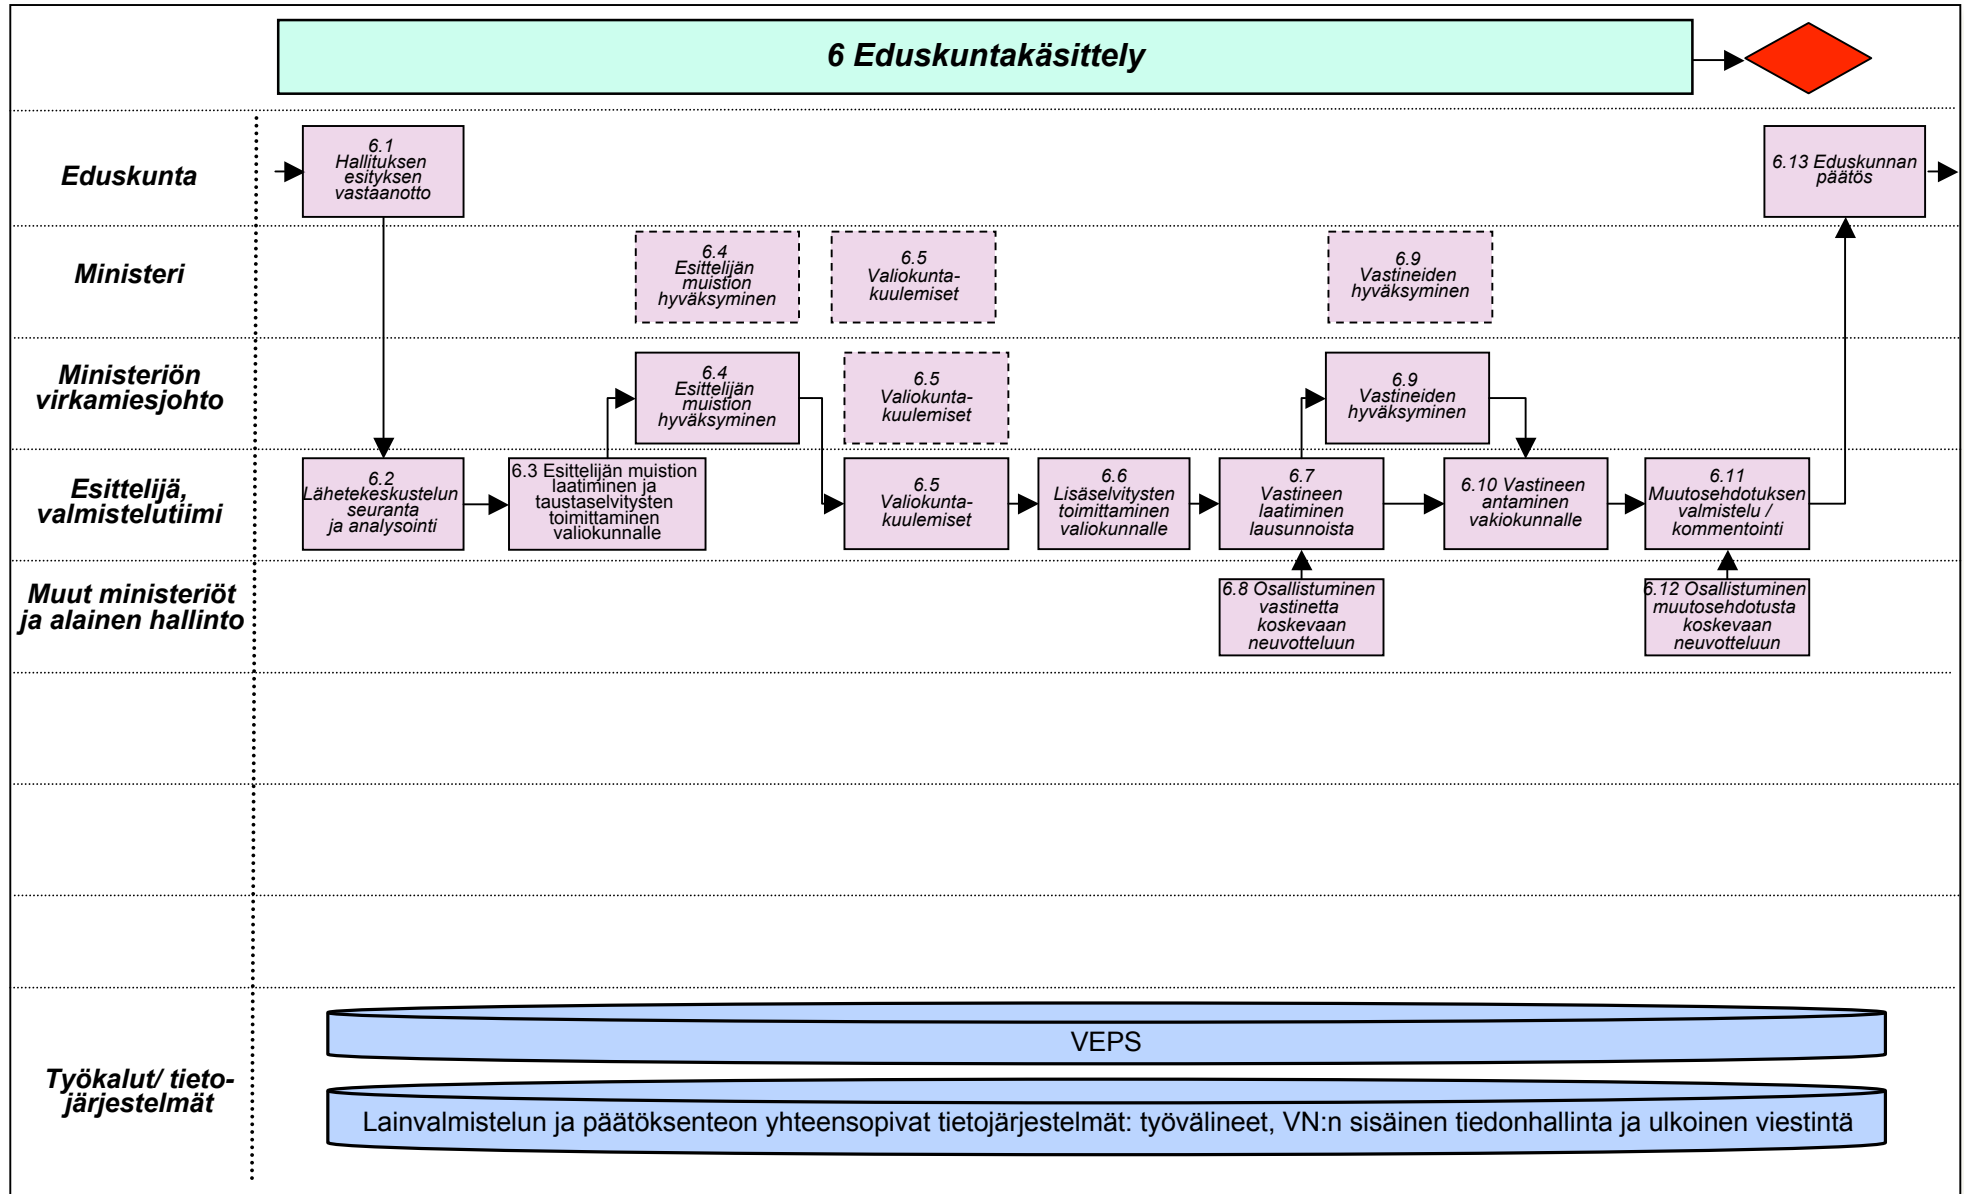 6 Eduskuntakäsittely
Eduskunta
6.1
Hallituksen
esityksen
vastaanotto
6.13 Eduskunnan
päätös
Ministeri
6.4
Esittelijän
muistion
hyväksyminen
6.5
Valiokunta-
kuulemiset
6.9
Vastineiden
hyväksyminen
Ministeriön
virkamiesjohto
6.4
Esittelijän
muistion
hyväksyminen
6.5
Valiokunta-
kuulemiset
6.9
Vastineiden
hyväksyminen
Esittelijä,
valmistelutiimi
6.2
Lähetekeskustelun
seuranta
ja analysointi
6.3 Esittelijän muistion
laatiminen ja
taustaselvitysten
toimittaminen
valiokunnalle
6.5
Valiokunta-
kuulemiset
6.6
Lisäselvitysten
toimittaminen
valiokunnalle
6.7
Vastineen
laatiminen
lausunnoista
6.10 Vastineen
antaminen
vakiokunnalle
6.11
Muutosehdotuksen
valmistelu /
kommentointi
Muut ministeriöt
ja alainen hallinto
6.8 Osallistuminen
vastinetta
koskevaan
neuvotteluun
6.12 Osallistuminen
muutosehdotusta
koskevaan
neuvotteluun
Työkalut/ tieto-
järjestelmät
VEPS
Lainvalmistelun ja päätöksenteon yhteensopivat tietojärjestelmät: työvälineet, VN:n sisäinen tiedonhallinta ja ulkoinen viestintä